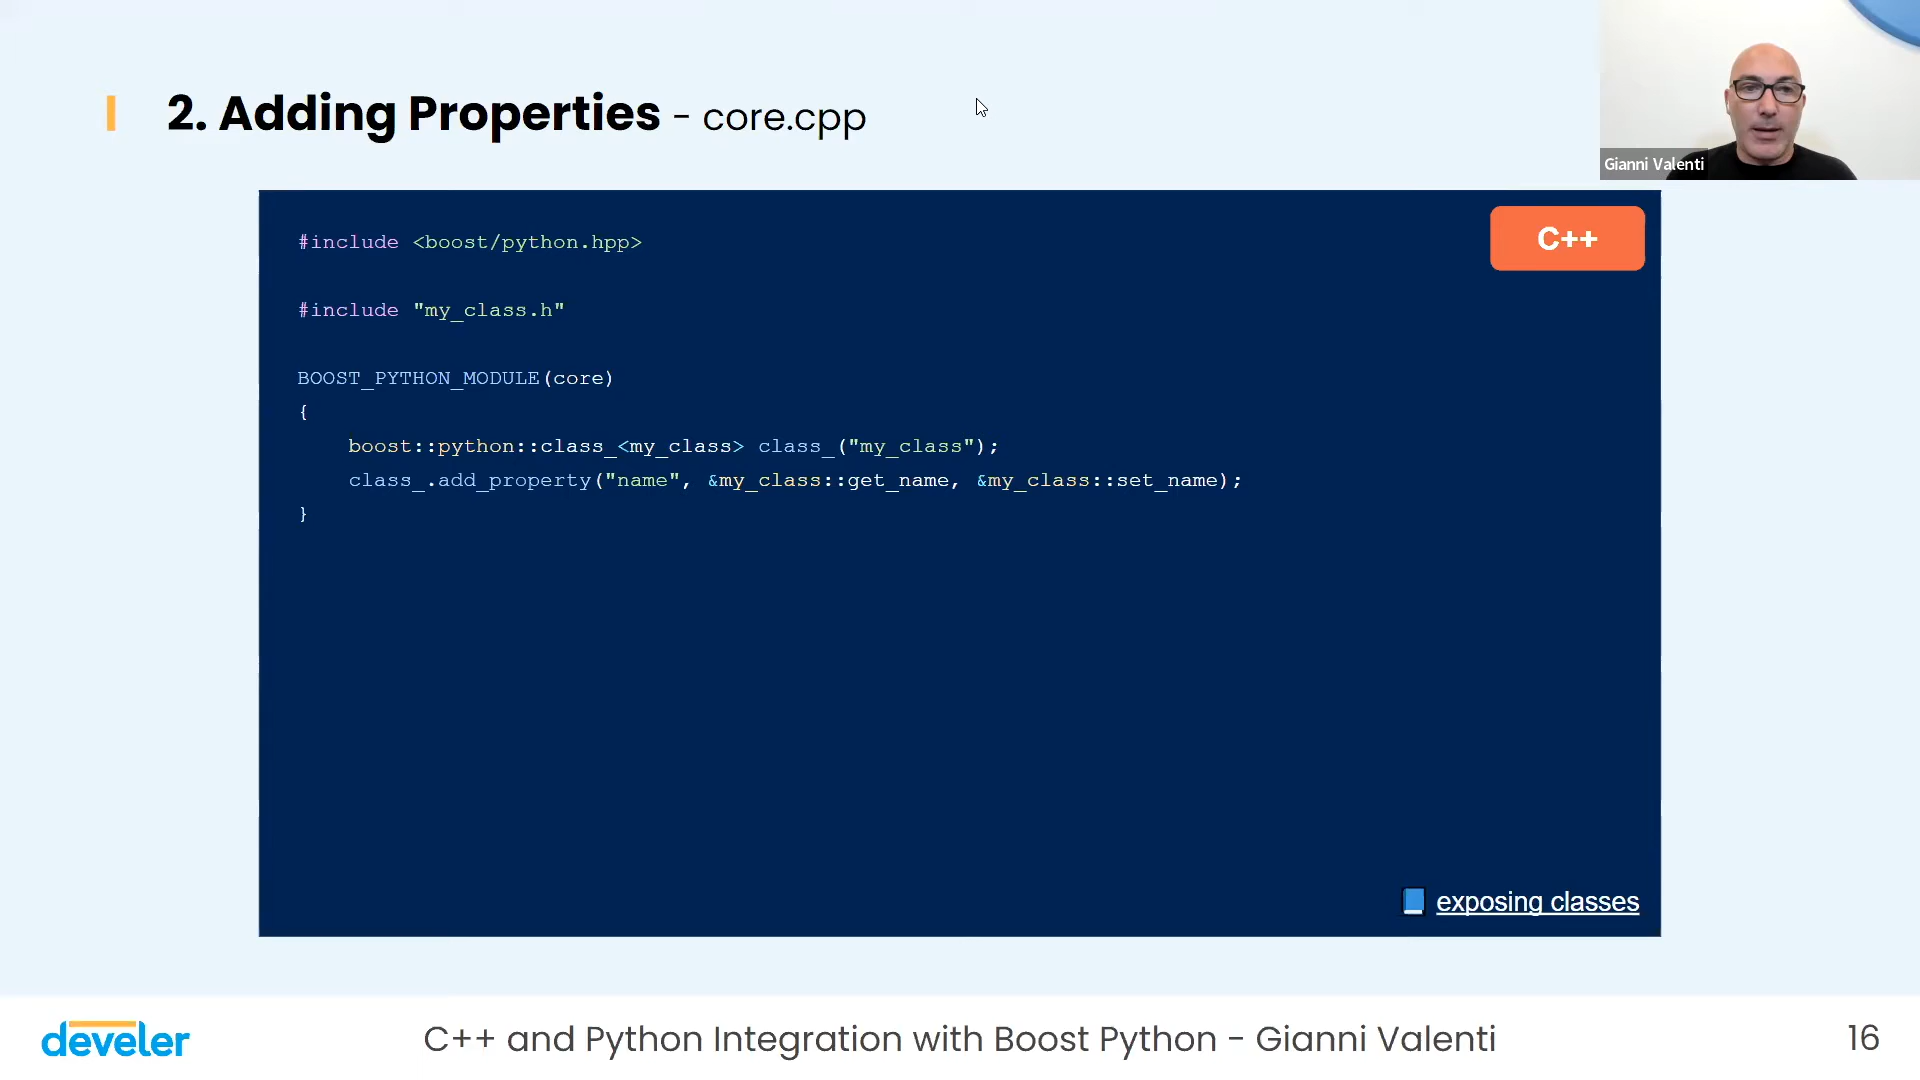 2. Adding Properties - core.cpp
Gianni Valenti
C++
#include <boost/python.hpp>
#include "my_class.h"
BOOST_PYTHON_MODULE(core)
{
    boost::python::class_<my_class> class_("my_class");
    class_.add_property("name", &my_class::get_name, &my_class::set_name);
}
exposing classes
develer
C++ and Python Integration with Boost Python - Gianni Valenti
16